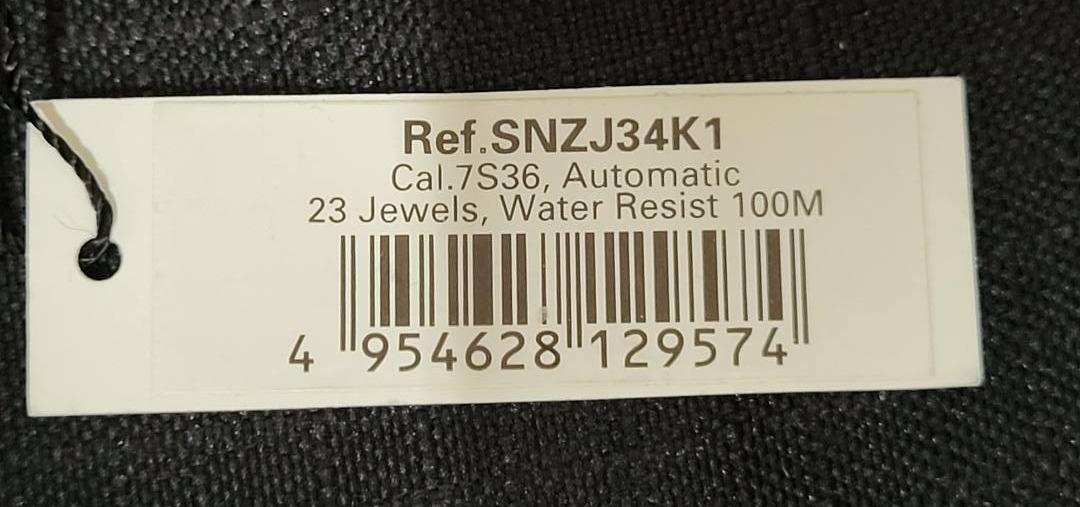 Ref.SNZJ34K1
Cal.7S36, Automatic
23 Jewels, Water Resist 100M
4 954628 129574